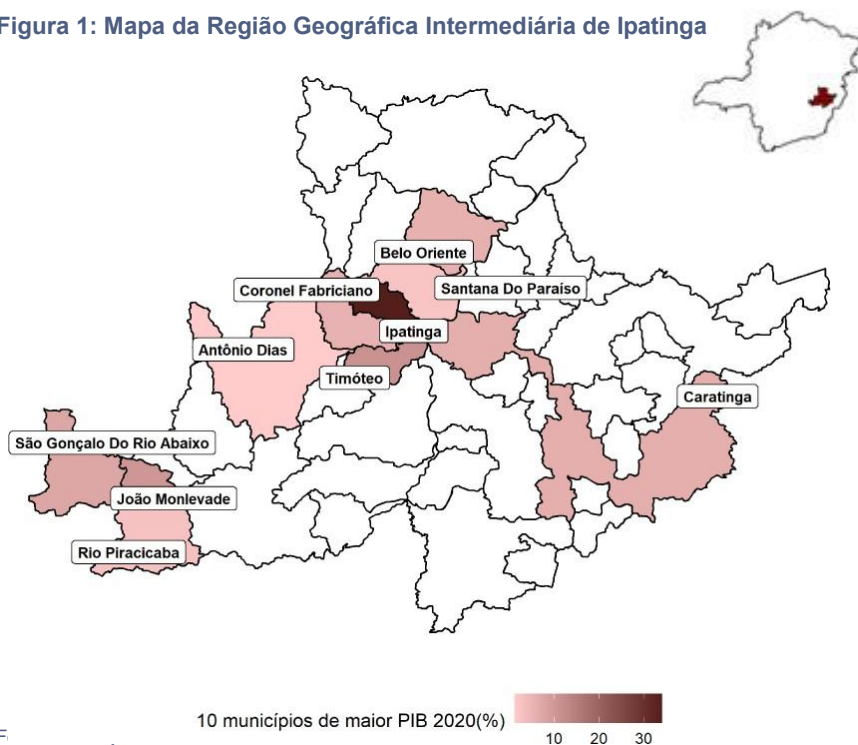 Figura 1: Mapa da Região Geográfica Intermediária de Ipatinga
Belo Oriente
Coronel Fabriciano
Santana Do Paraíso
Ipatinga
Antônio Dias
Timóteo
Caratinga
São Gonçalo Do Rio Abaixo
João Monlevade
Rio Piracicaba
10 municípios de maior PIB 2020(%)
10 20 30